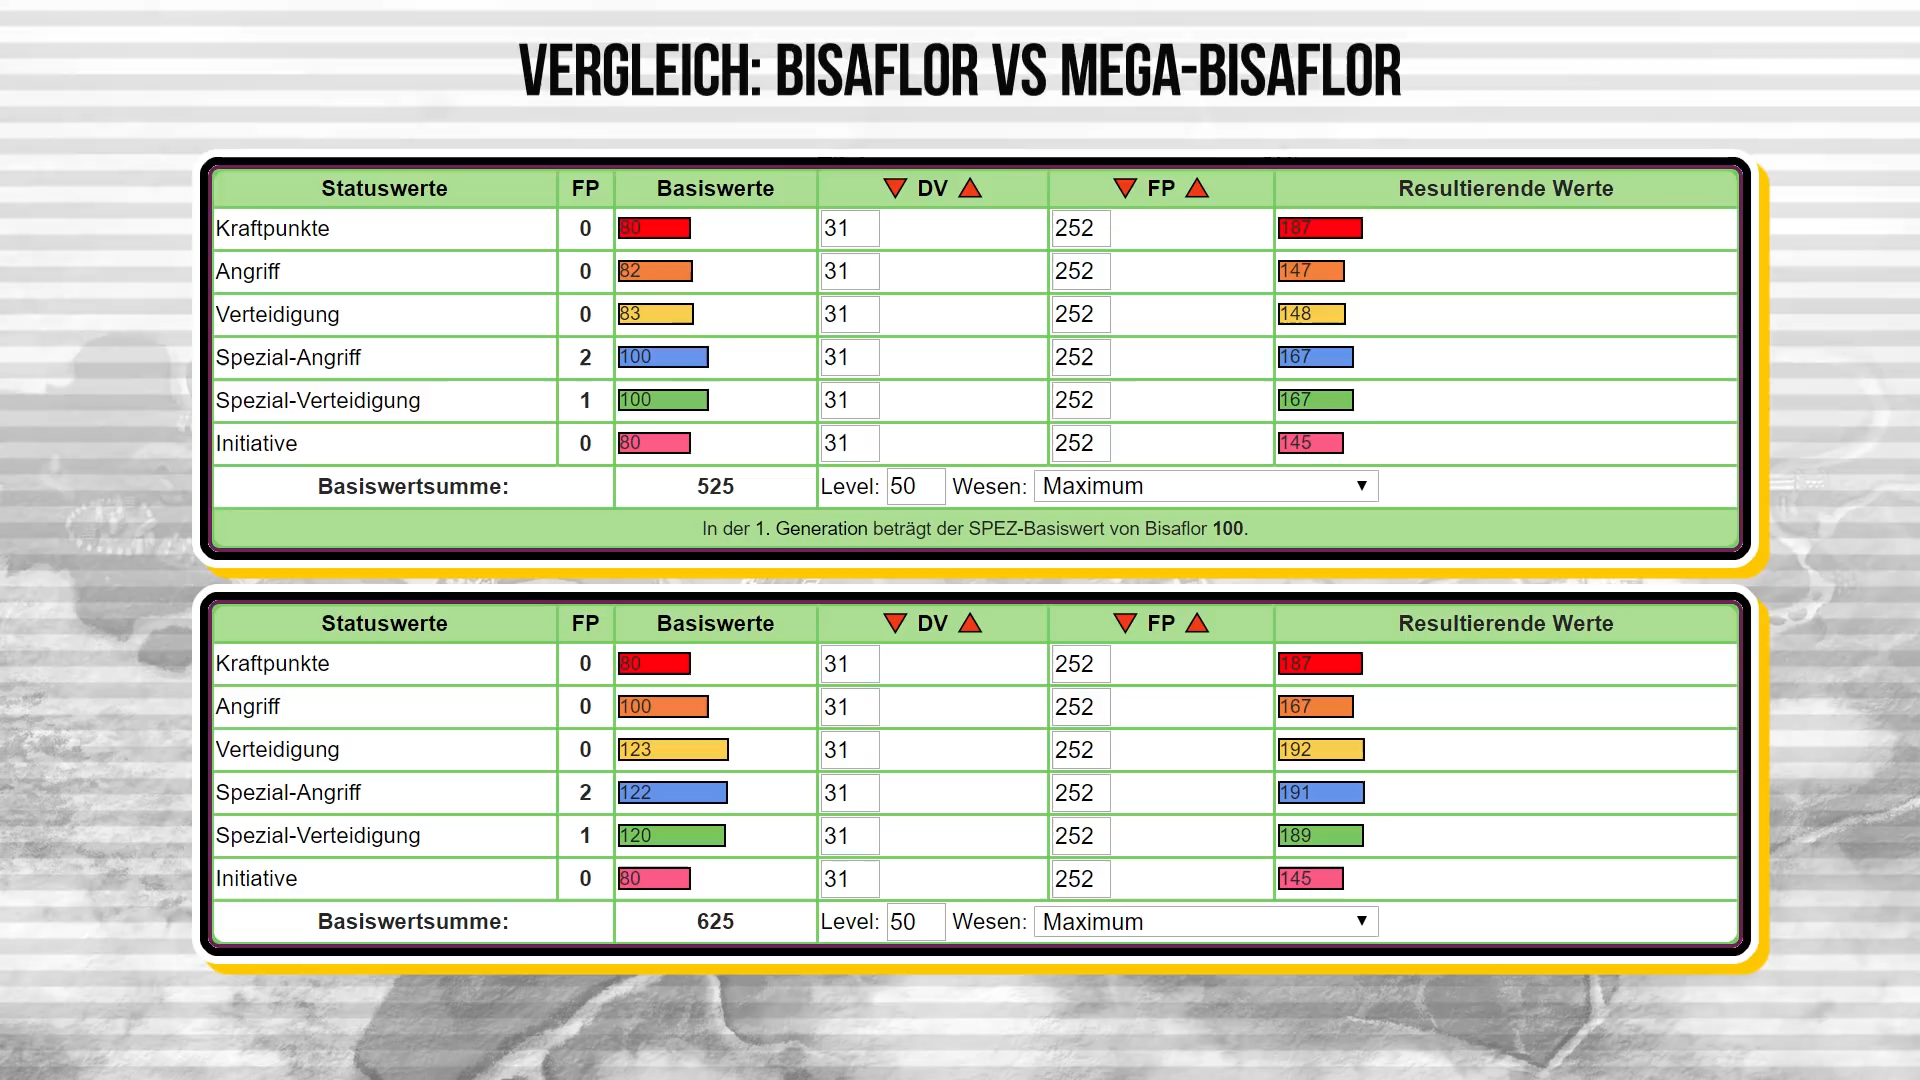 VERGLEICH: BISAFLOR VS MEGA-BISAFLOR
Statuswerte FP Basiswerte DV FP Resultierende Werte
Kraftpunkte 0 80 31 252 187
Angriff 0 82 31 252 147
Verteidigung 0 83 31 252 148
Spezial-Angriff 2 100 31 252 167
Spezial-Verteidigung 1 100 31 252 167
Initiative 0 80 31 252 145
Basiswertsumme: 525 Level: 50 Wesen: Maximum
In der 1. Generation beträgt der SPEZ-Basiswert von Bisaflor 100.
Statuswerte FP Basiswerte DV FP Resultierende Werte
Kraftpunkte 0 80 31 252 187
Angriff 0 100 31 252 167
Verteidigung 0 123 31 252 192
Spezial-Angriff 2 122 31 252 191
Spezial-Verteidigung 1 120 31 252 189
Initiative 0 80 31 252 145
Basiswertsumme: 625 Level: 50 Wesen: Maximum